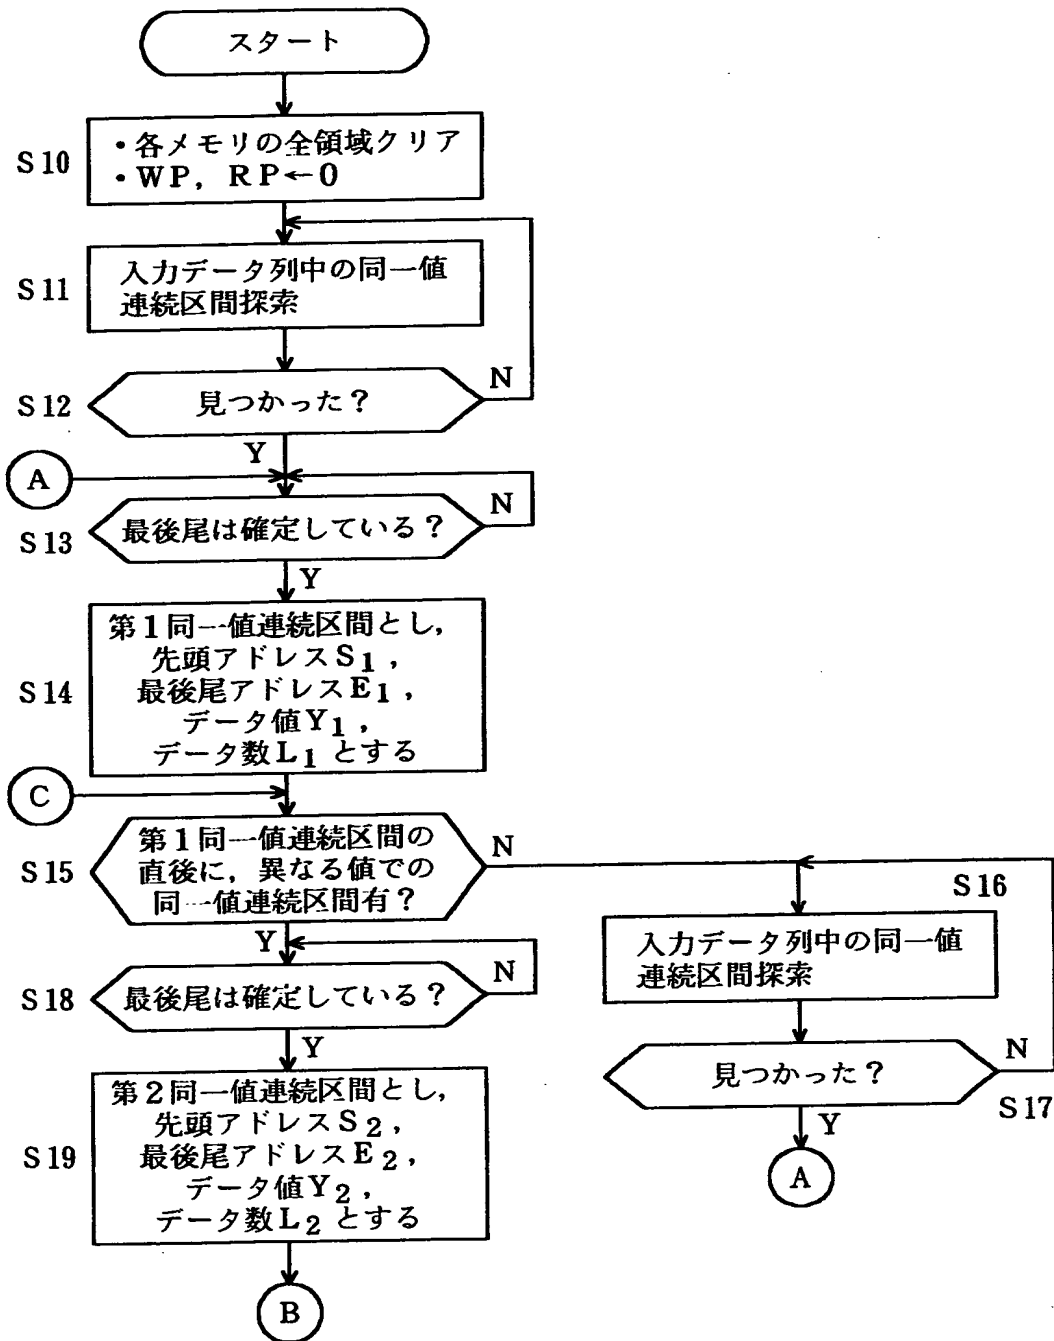 スタート
S10
・各メモリの全領域クリア
・WP, RP←0
S11
入力データ列中の同一値
連続区間探索
S12
見つかった?
N
Y
A
S13
最後尾は確定している?
N
Y
S14
第1同一値連続区間とし,
先頭アドレスS1,
最後尾アドレスE1,
データ値Y1,
データ数L1とする
C
S15
第1同一値連続区間の
直後に, 異なる値での
同一値連続区間有?
N
Y
S16
入力データ列中の同一値
連続区間探索
S17
見つかった?
N
Y
A
S18
最後尾は確定している?
N
Y
S19
第2同一値連続区間とし,
先頭アドレスS2,
最後尾アドレスE2,
データ値Y2,
データ数L2とする
B